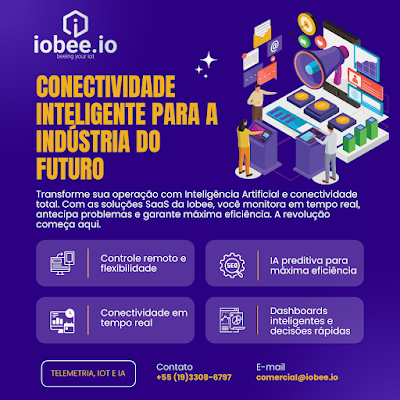 iobee.io
beeing your iot
CONECTIVIDADE
INTELIGENTE PARA A
INDÚSTRIA DO
FUTURO
Transforme sua operação com Inteligência Artificial e conectividade
total. Com as soluções SaaS da Iobee, você monitora em tempo real,
antecipa problemas e garante máxima eficiência. A revolução
começa aqui.
Controle remoto e
flexibilidade
SEO
IA preditiva para
máxima eficiência
Conectividade em
tempo real
Dashboards
inteligentes e
decisões rápidas
TELEMETRIA, IOT E IA
Contato
+55 (19)3308-6797
E-mail
comercial@iobee.io